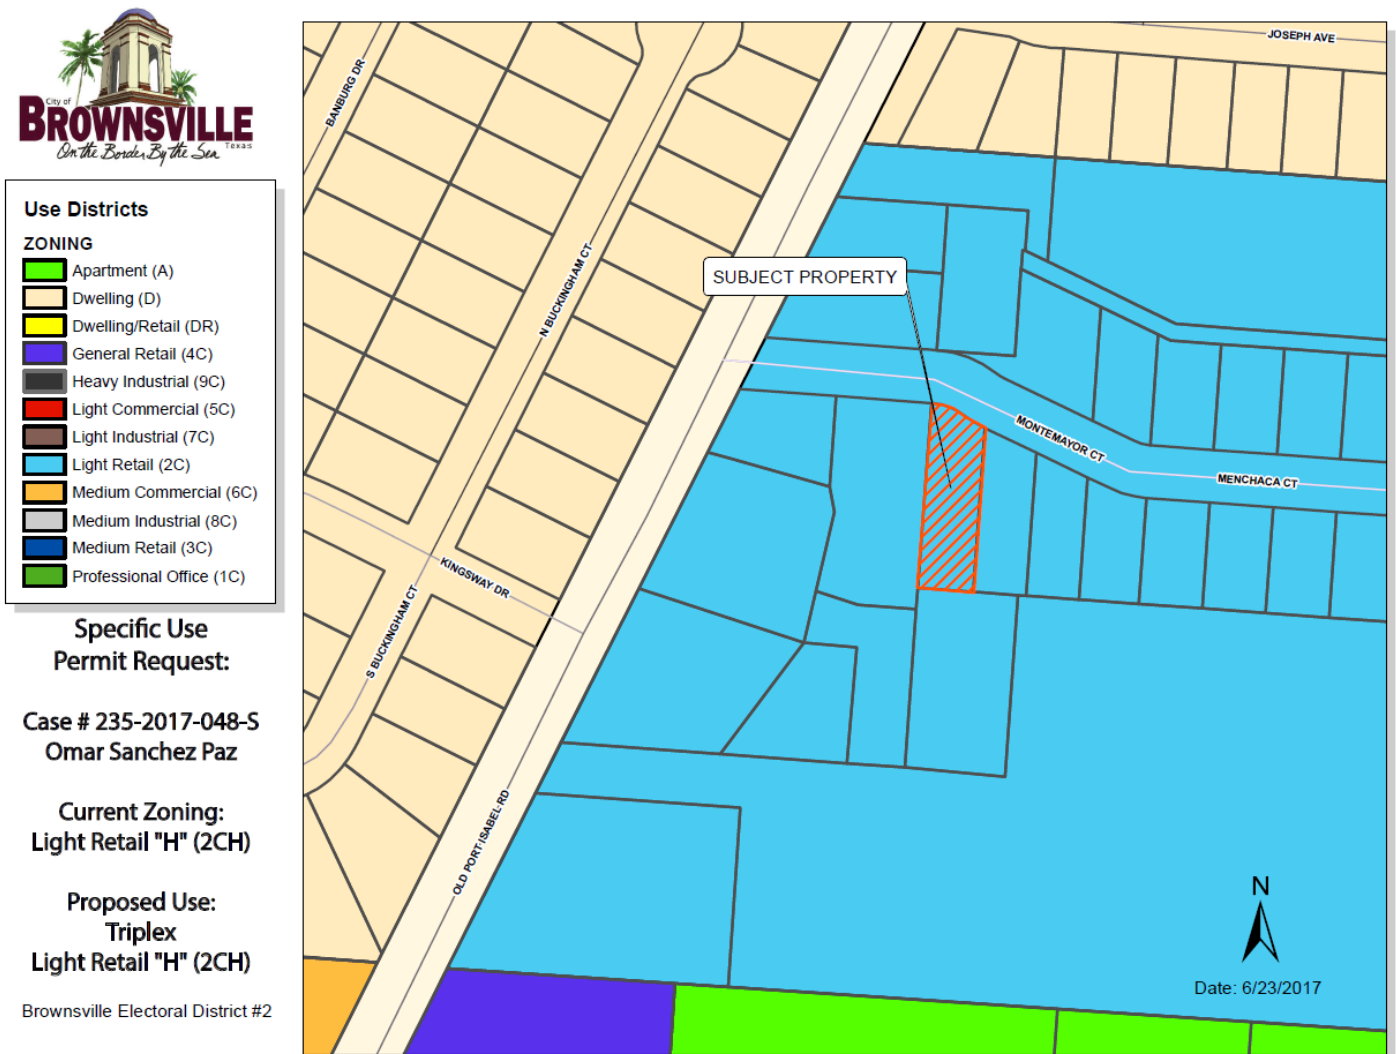 City of
BROWNSVILLE
Texas
On the Border By the Sea
Use Districts
ZONING
Apartment (A)
Dwelling (D)
Dwelling/Retail (DR)
General Retail (4C)
Heavy Industrial (9C)
Light Commercial (5C)
Light Industrial (7C)
Light Retail (2C)
Medium Commercial (6C)
Medium Industrial (8C)
Medium Retail (3C)
Professional Office (1C)
Specific Use
Permit Request:
Case # 235-2017-048-S
Omar Sanchez Paz
Current Zoning:
Light Retail "H" (2CH)
Proposed Use:
Triplex
Light Retail "H" (2CH)
Brownsville Electoral District #2
JOSEPH AVE
BANBURG DR
N BUCKINGHAM CT
SUBJECT PROPERTY
MONTEMAYOR CT
MENCHACA CT
KINGSWAY DR
S BUCKINGHAM CT
OLD PORT ISABEL RD
N
Date: 6/23/2017